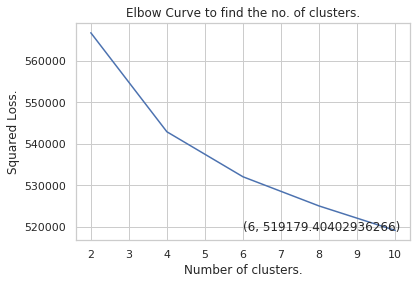 Elbow Curve to find the no. of clusters.
560000
550000
540000
530000
520000
Squared Loss.
(6, 519179.40402936266)
2 3 4 5 6 7 8 9 10
Number of clusters.